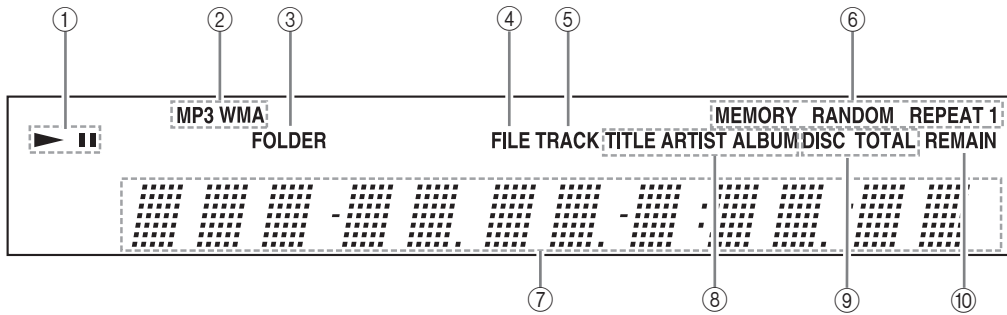 ① ② ③ ④ ⑤ ⑥
MP3 WMA MEMORY RANDOM REPEAT 1
FOLDER FILE TRACK TITLE ARTIST ALBUM DISC TOTAL REMAIN
⑦ ⑧ ⑨ ⑩